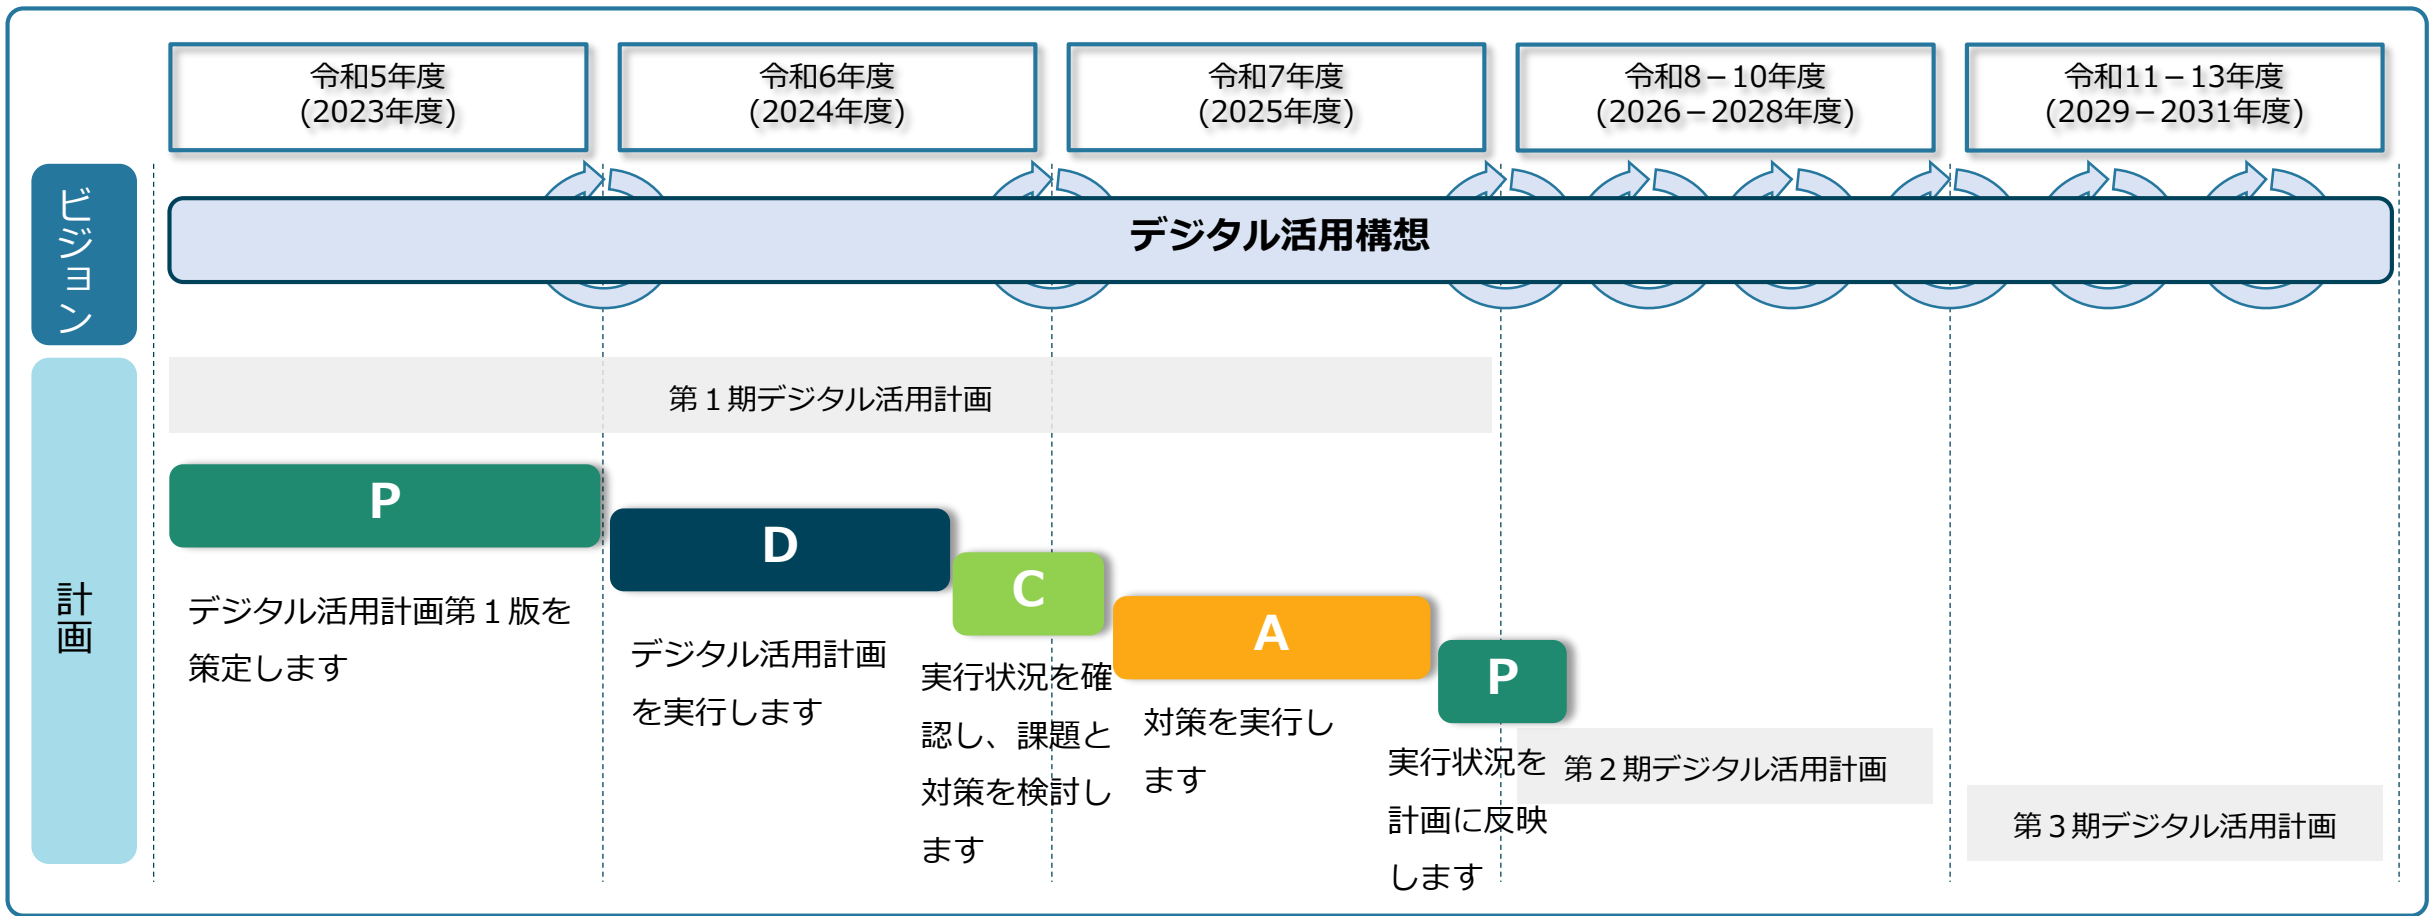 令和5年度
(2023年度)
令和6年度
(2024年度)
令和7年度
(2025年度)
令和8－10年度
(2026－2028年度)
令和11－13年度
(2029－2031年度)
ビジョン
デジタル活用構想
計画
第１期デジタル活用計画
P
デジタル活用計画第１版を
策定します
D
デジタル活用計画
を実行します
C
実行状況を確
認し、課題と
対策を検討し
ます
A
対策を実行し
ます
P
実行状況を
計画に反映
します
第２期デジタル活用計画
第３期デジタル活用計画